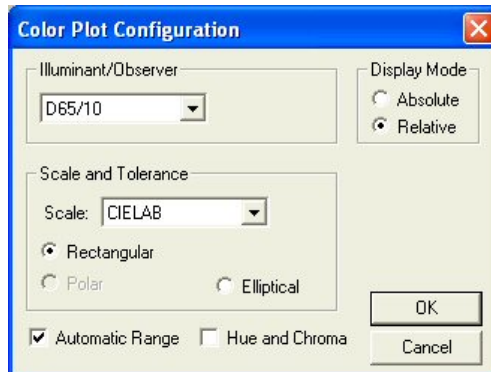 Color Plot Configuration
Illuminant/Observer
D65/10
Display Mode
Absolute
Relative
Scale and Tolerance
Scale: CIELAB
Rectangular
Polar
Elliptical
Automatic Range
Hue and Chroma
OK
Cancel